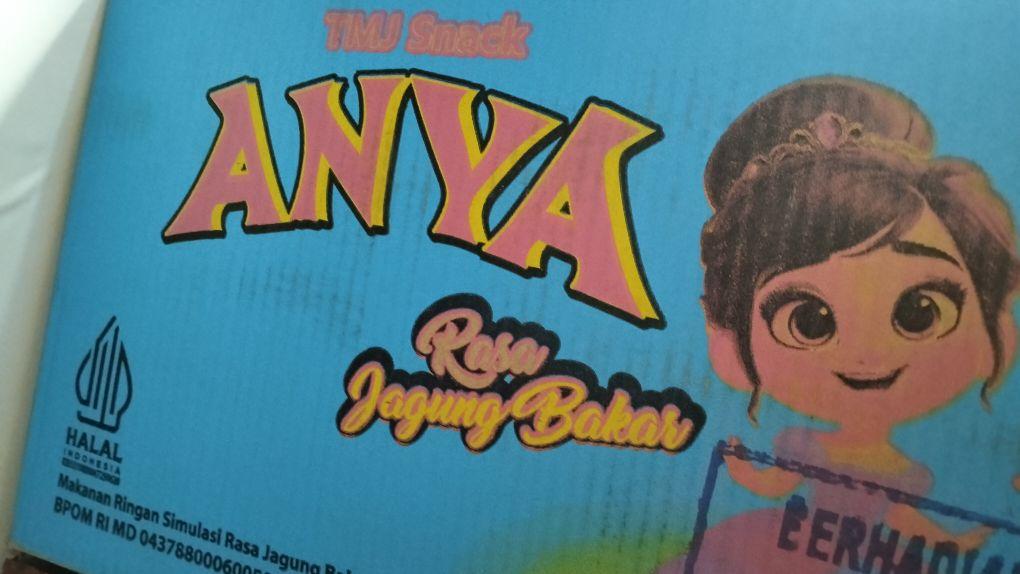 TMJ Snack
ANYA
Rasa
Jagung Bakar
HALAL
INDONESIA
Makanan Ringan Simulasi Rasa Jagung
BPOM RI MD